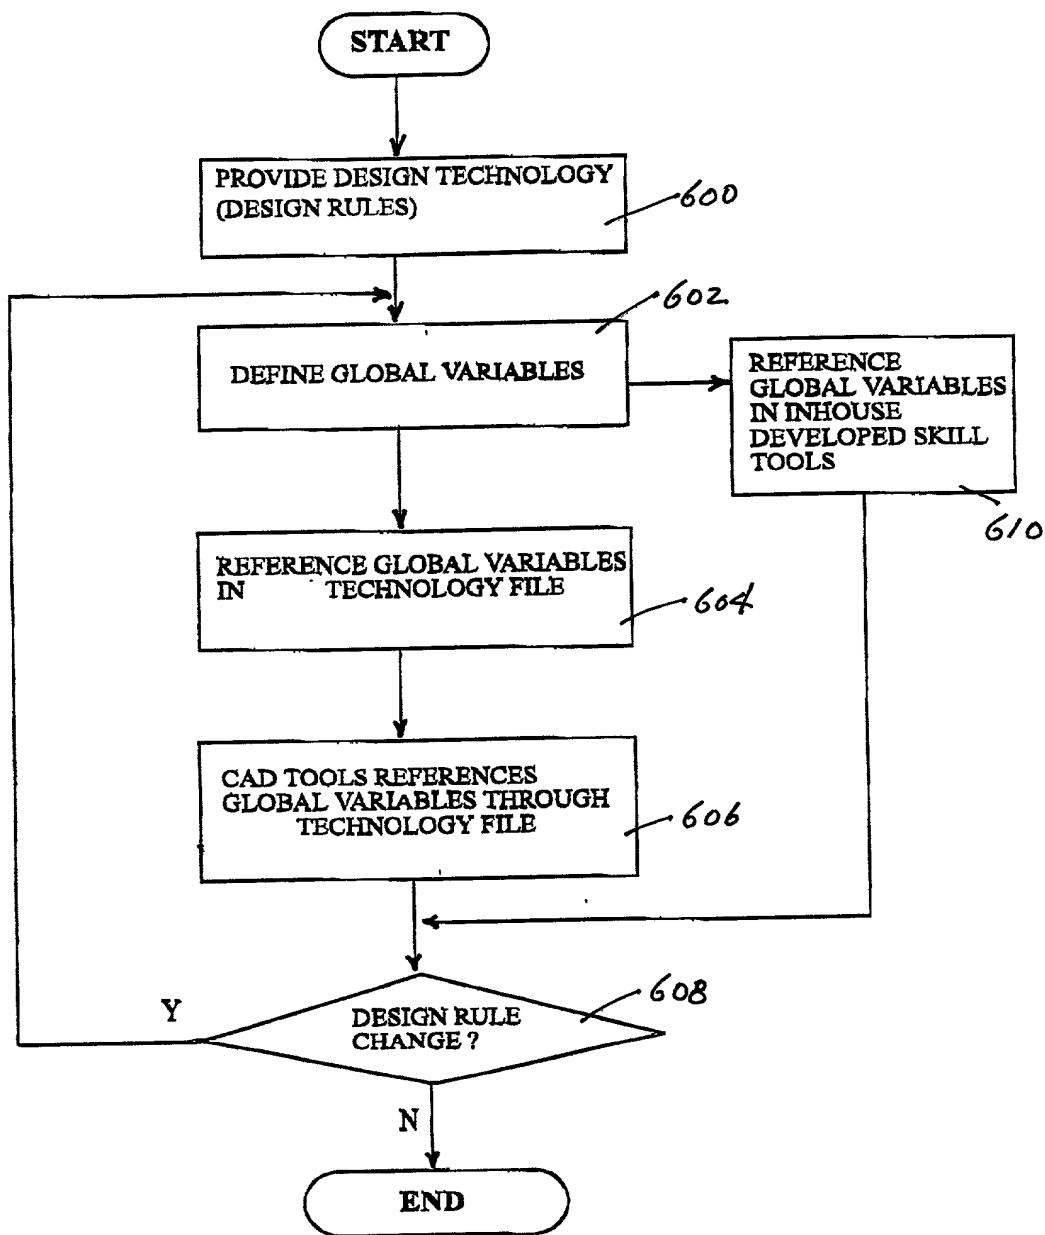 START
PROVIDE DESIGN TECHNOLOGY
(DESIGN RULES)
600
602
DEFINE GLOBAL VARIABLES
REFERENCE
GLOBAL VARIABLES
IN INHOUSE
DEVELOPED SKILL
TOOLS
610
REFERENCE GLOBAL VARIABLES
IN TECHNOLOGY FILE
604
CAD TOOLS REFERENCES
GLOBAL VARIABLES THROUGH
TECHNOLOGY FILE
606
608
Y
DESIGN RULE
CHANGE ?
N
END